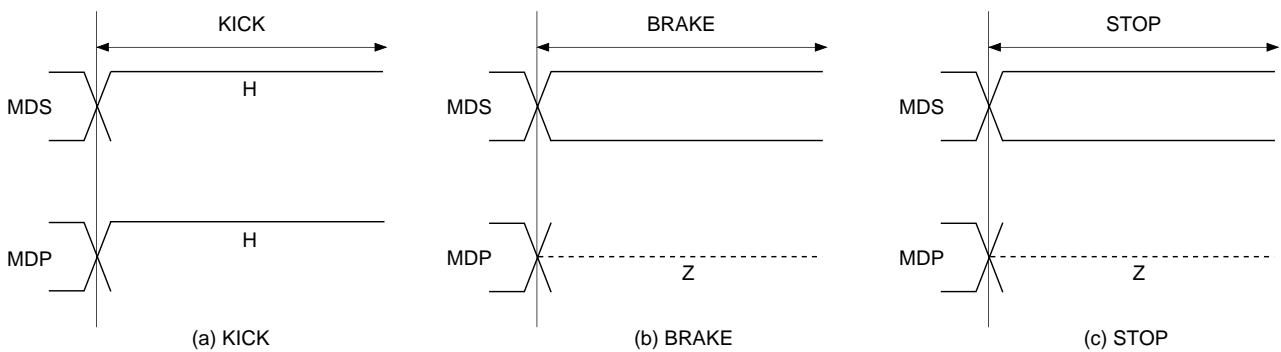 KICK
BRAKE
STOP
MDS
H
MDS
MDS
MDP
H
MDP
Z
MDP
Z
(a) KICK
(b) BRAKE
(c) STOP